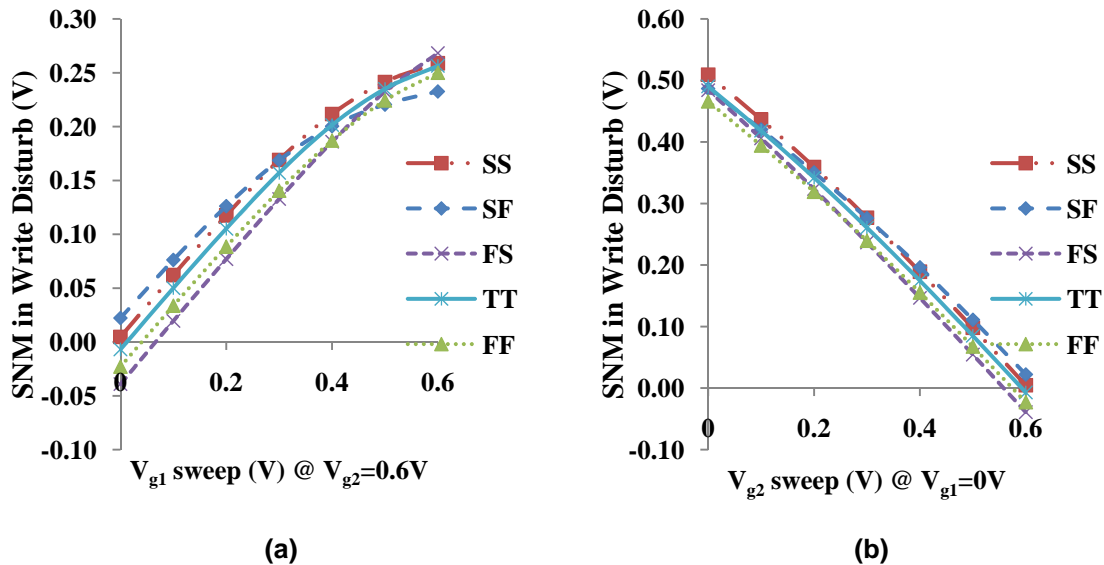 SNM in Write Disturb (V)
0.30
0.25
0.20
0.15
0.10
0.05
0.00
-0.05
-0.10
0
0.2
0.4
0.6
SS
SF
FS
TT
FF
Vg1 sweep (V) @ Vg2=0.6V
(a)
SNM in Write Disturb (V)
0.60
0.50
0.40
0.30
0.20
0.10
0.00
-0.10
0
0.2
0.4
0.6
SS
SF
FS
TT
FF
Vg2 sweep (V) @ Vg1=0V
(b)